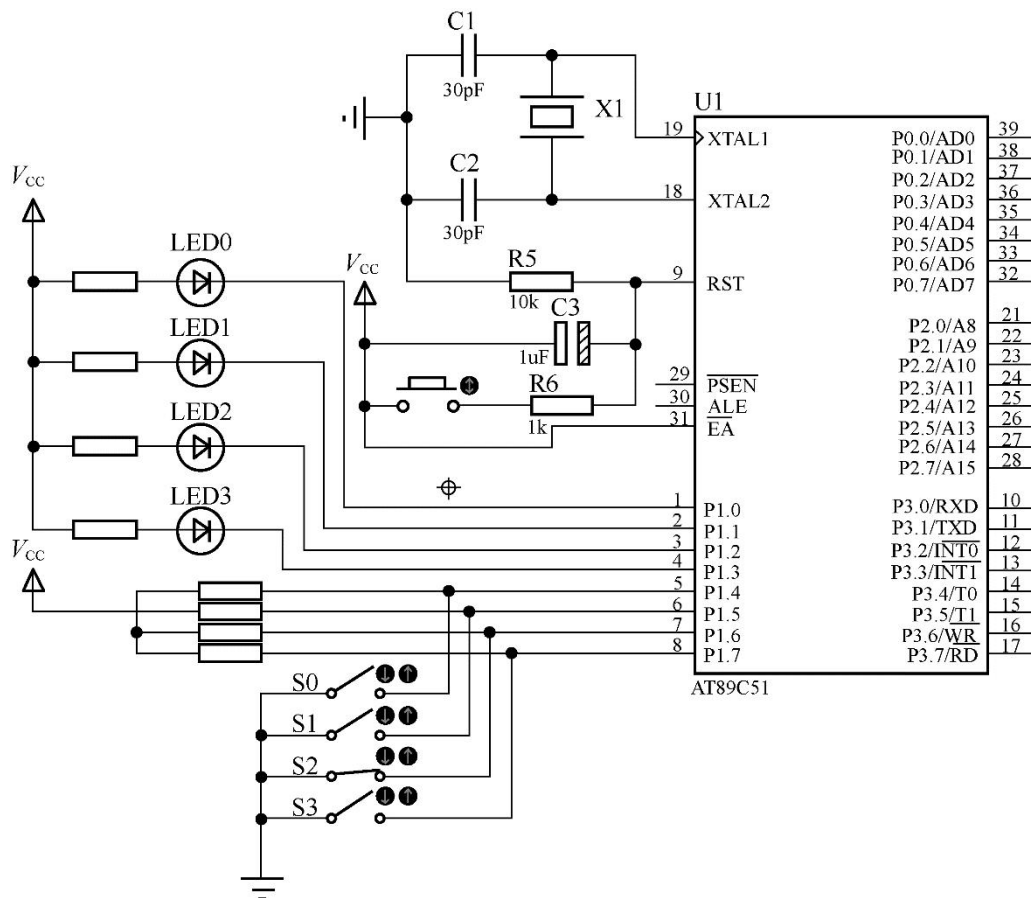 C1
30pF
X1
U1
19 XTAL1
C2
30pF
18 XTAL2
V_CC
LED0
LED1
LED2
LED3
V_CC
R5
10k
9 RST
C3
1uF
R6
1k
29 PSEN
30 ALE
31 EA
1 P1.0
2 P1.1
3 P1.2
4 P1.3
5 P1.4
6 P1.5
7 P1.6
8 P1.7
P0.0/AD0 39
P0.1/AD1 38
P0.2/AD2 37
P0.3/AD3 36
P0.4/AD4 35
P0.5/AD5 34
P0.6/AD6 33
P0.7/AD7 32
P2.0/A8 21
P2.1/A9 22
P2.2/A10 23
P2.3/A11 24
P2.4/A12 25
P2.5/A13 26
P2.6/A14 27
P2.7/A15 28
P3.0/RXD 10
P3.1/TXD 11
P3.2/INT0 12
P3.3/INT1 13
P3.4/T0 14
P3.5/T1 15
P3.6/WR 16
P3.7/RD 17
AT89C51
V_CC
S0
S1
S2
S3